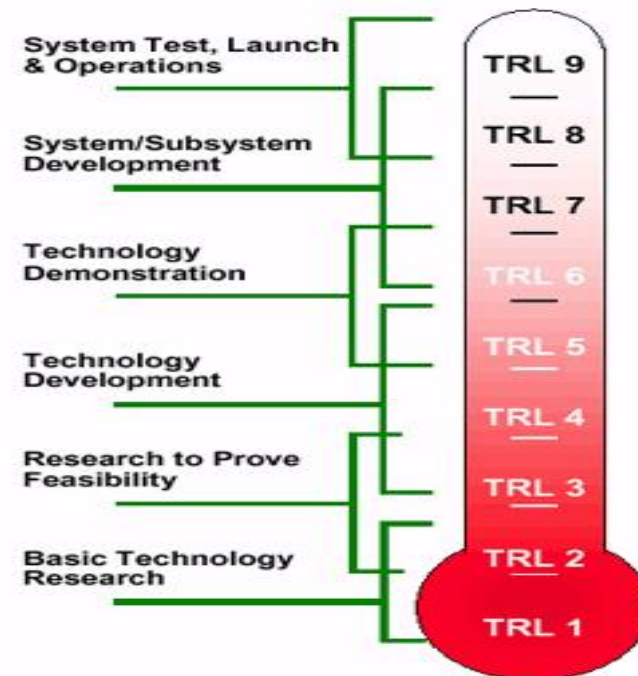 System Test, Launch
& Operations
System/Subsystem
Development
Technology
Demonstration
Technology
Development
Research to Prove
Feasibility
Basic Technology
Research
TRL 9
TRL 8
TRL 7
TRL 6
TRL 5
TRL 4
TRL 3
TRL 2
TRL 1